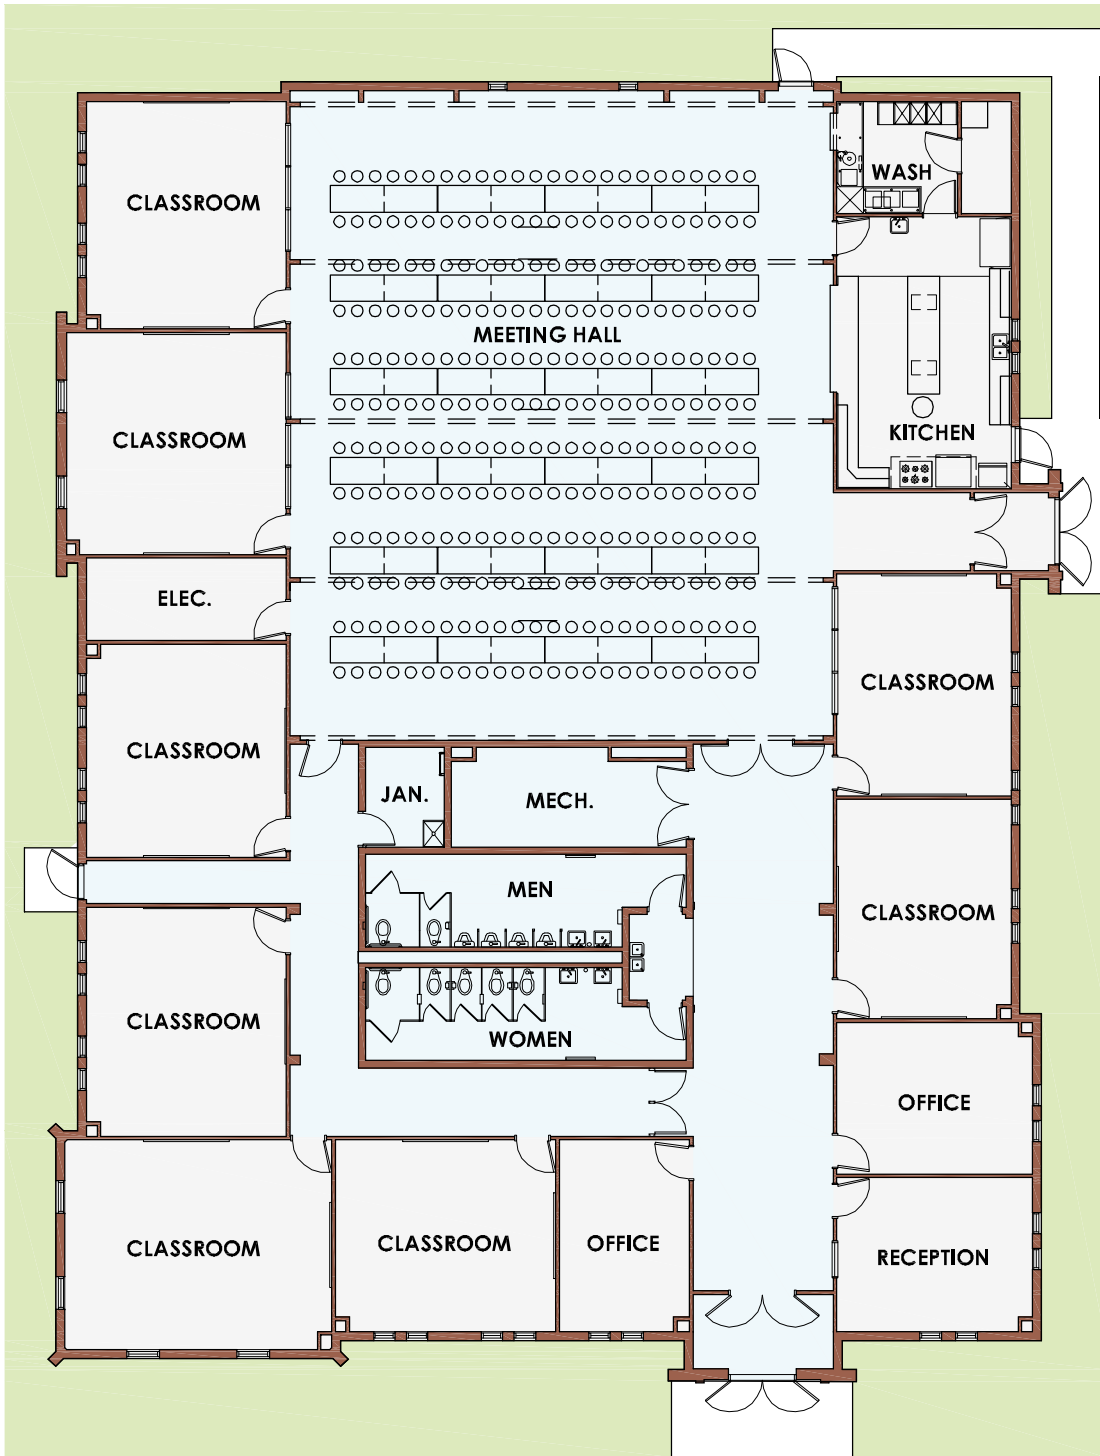 WASH
CLASSROOM
MEETING HALL
KITCHEN
CLASSROOM
ELEC.
CLASSROOM
CLASSROOM
JAN.
MECH.
MEN
CLASSROOM
CLASSROOM
WOMEN
OFFICE
CLASSROOM
CLASSROOM
OFFICE
RECEPTION